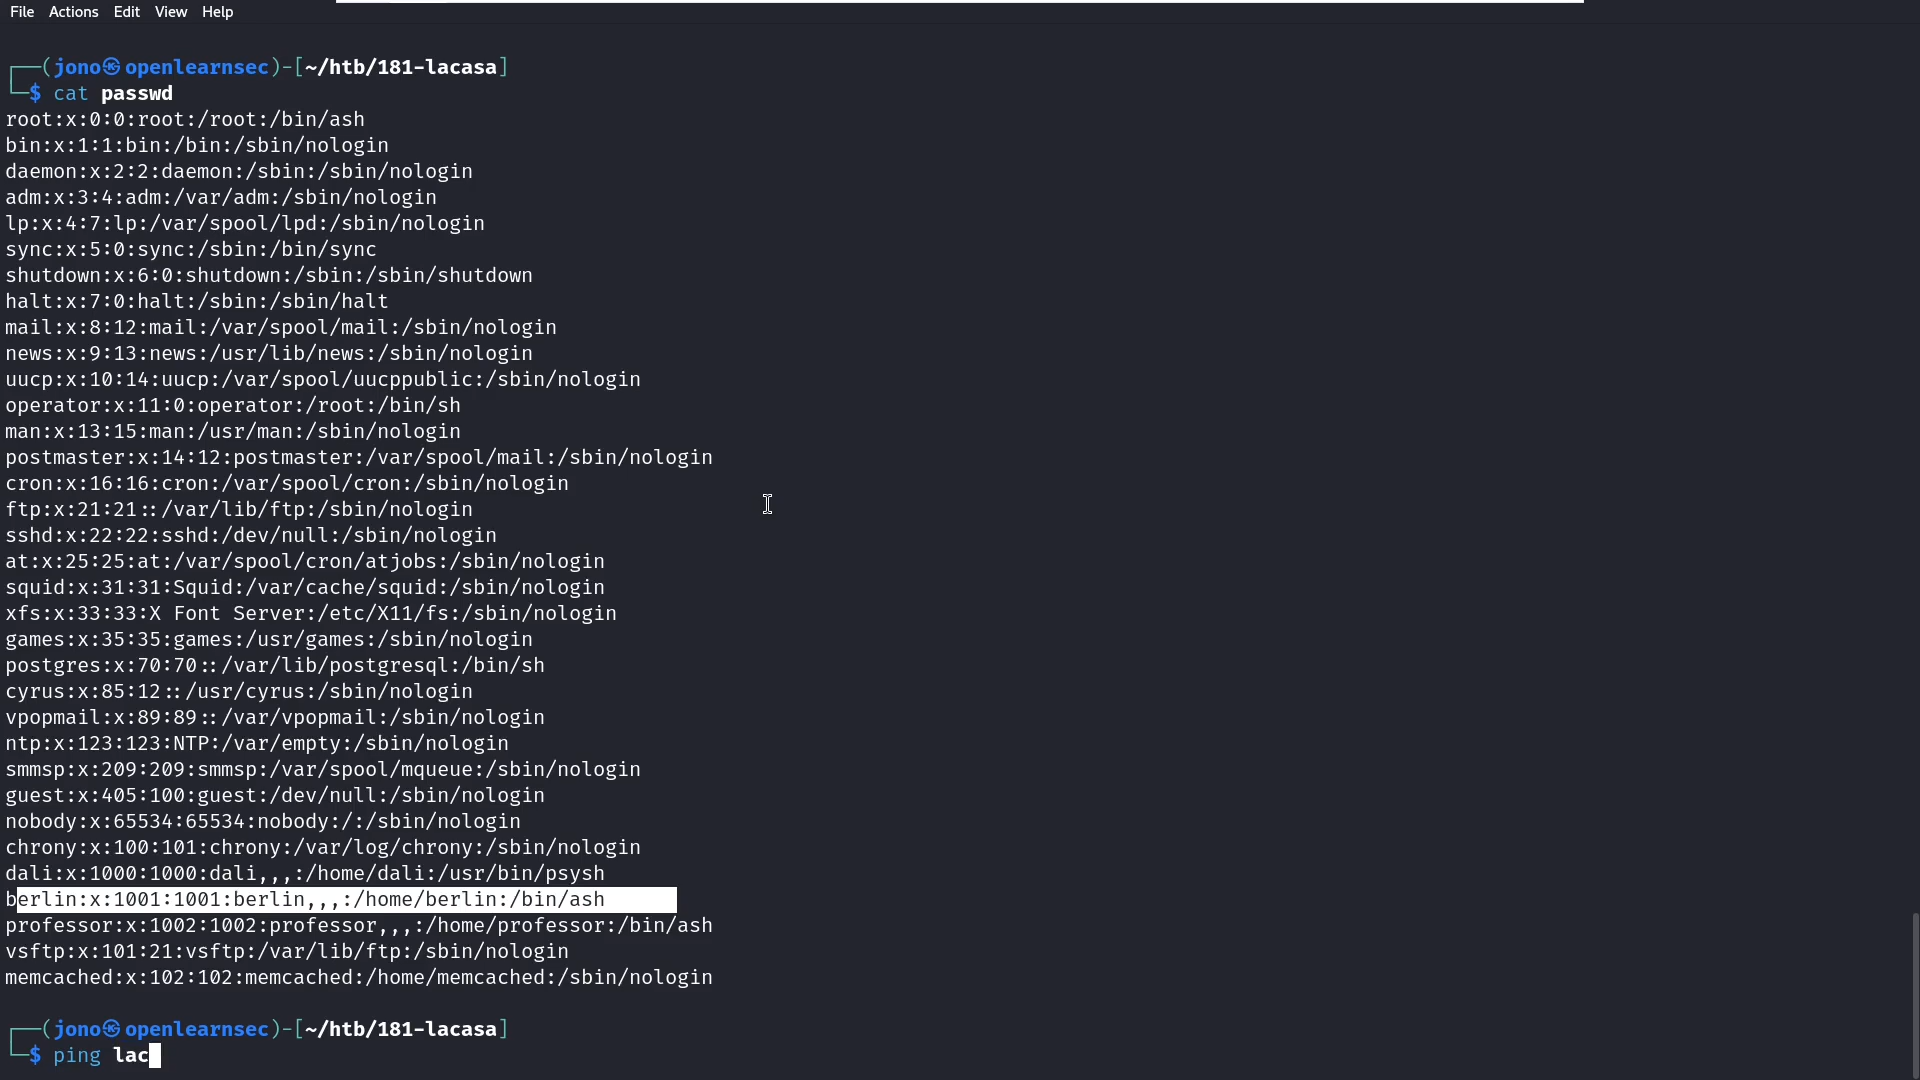 File Actions Edit View Help
┌──(jono㉿openlearnsec)-[~/htb/181-lacasa]
└─$ cat passwd
root:x:0:0:root:/root:/bin/ash
bin:x:1:1:bin:/bin:/sbin/nologin
daemon:x:2:2:daemon:/sbin:/sbin/nologin
adm:x:3:4:adm:/var/adm:/sbin/nologin
lp:x:4:7:lp:/var/spool/lpd:/sbin/nologin
sync:x:5:0:sync:/sbin:/bin/sync
shutdown:x:6:0:shutdown:/sbin:/sbin/shutdown
halt:x:7:0:halt:/sbin:/sbin/halt
mail:x:8:12:mail:/var/spool/mail:/sbin/nologin
news:x:9:13:news:/usr/lib/news:/sbin/nologin
uucp:x:10:14:uucp:/var/spool/uucppublic:/sbin/nologin
operator:x:11:0:operator:/root:/bin/sh
man:x:13:15:man:/usr/man:/sbin/nologin
postmaster:x:14:12:postmaster:/var/spool/mail:/sbin/nologin
cron:x:16:16:cron:/var/spool/cron:/sbin/nologin
ftp:x:21:21::/var/lib/ftp:/sbin/nologin
sshd:x:22:22:sshd:/dev/null:/sbin/nologin
at:x:25:25:at:/var/spool/cron/atjobs:/sbin/nologin
squid:x:31:31:Squid:/var/cache/squid:/sbin/nologin
xfs:x:33:33:X Font Server:/etc/X11/fs:/sbin/nologin
games:x:35:35:games:/usr/games:/sbin/nologin
postgres:x:70:70::/var/lib/postgresql:/bin/sh
cyrus:x:85:12::/usr/cyrus:/sbin/nologin
vpopmail:x:89:89::/var/vpopmail:/sbin/nologin
ntp:x:123:123:NTP:/var/empty:/sbin/nologin
smmsp:x:209:209:smmsp:/var/spool/mqueue:/sbin/nologin
guest:x:405:100:guest:/dev/null:/sbin/nologin
nobody:x:65534:65534:nobody:/:/sbin/nologin
chrony:x:100:101:chrony:/var/log/chrony:/sbin/nologin
dali:x:1000:1000:dali,,,:/home/dali:/usr/bin/psysh
berlin:x:1001:1001:berlin,,,:/home/berlin:/bin/ash
professor:x:1002:1002:professor,,,:/home/professor:/bin/ash
vsftp:x:101:21:vsftp:/var/lib/ftp:/sbin/nologin
memcached:x:102:102:memcached:/home/memcached:/sbin/nologin
┌──(jono㉿openlearnsec)-[~/htb/181-lacasa]
└─$ ping lac